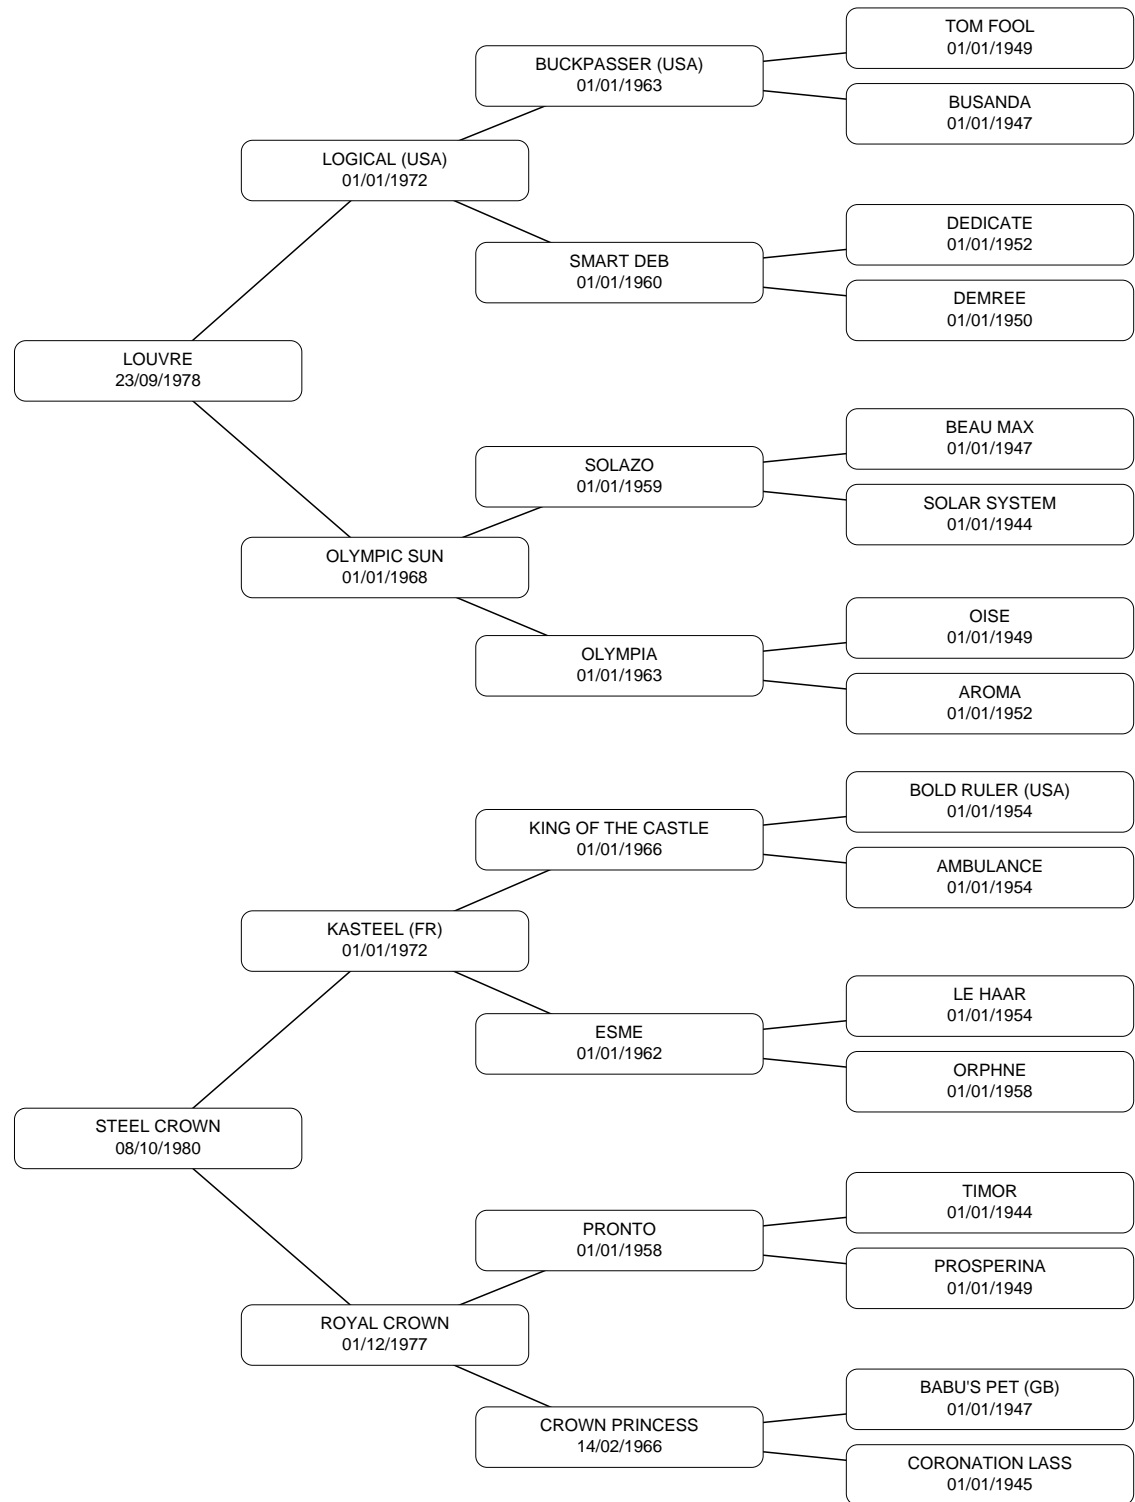 TOM FOOL
01/01/1949
BUCKPASSER (USA)
01/01/1963
BUSANDA
01/01/1947
LOGICAL (USA)
01/01/1972
DEDICATE
01/01/1952
SMART DEB
01/01/1960
DEMREE
01/01/1950
LOUVRE
23/09/1978
BEAU MAX
01/01/1947
SOLAZO
01/01/1959
SOLAR SYSTEM
01/01/1944
OLYMPIC SUN
01/01/1968
OISE
01/01/1949
OLYMPIA
01/01/1963
AROMA
01/01/1952
BOLD RULER (USA)
01/01/1954
KING OF THE CASTLE
01/01/1966
AMBULANCE
01/01/1954
KASTEEL (FR)
01/01/1972
LE HAAR
01/01/1954
ESME
01/01/1962
ORPHNE
01/01/1958
STEEL CROWN
08/10/1980
TIMOR
01/01/1944
PRONTO
01/01/1958
PROSPERINA
01/01/1949
ROYAL CROWN
01/12/1977
BABU'S PET (GB)
01/01/1947
CROWN PRINCESS
14/02/1966
CORONATION LASS
01/01/1945